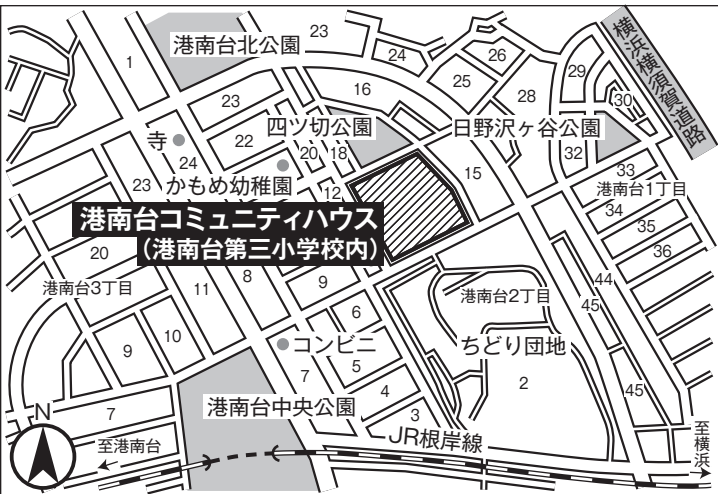 港南台北公園
23
24
26
1
25
29
横浜横須賀道路
16
28
30
23
四ツ切公園
日野沢ヶ谷公園
寺
22
20
18
24
15
32
33
23
かもめ幼稚園
12
港南台1丁目
34
港南台コミュニティハウス
(港南台第三小学校内)
35
20
36
8
9
44
港南台3丁目
11
港南台2丁目
45
6
10
コンビニ
ちどり団地
9
7
5
2
4
45
7
港南台中央公園
3
N
JR根岸線
至港南台
至横浜